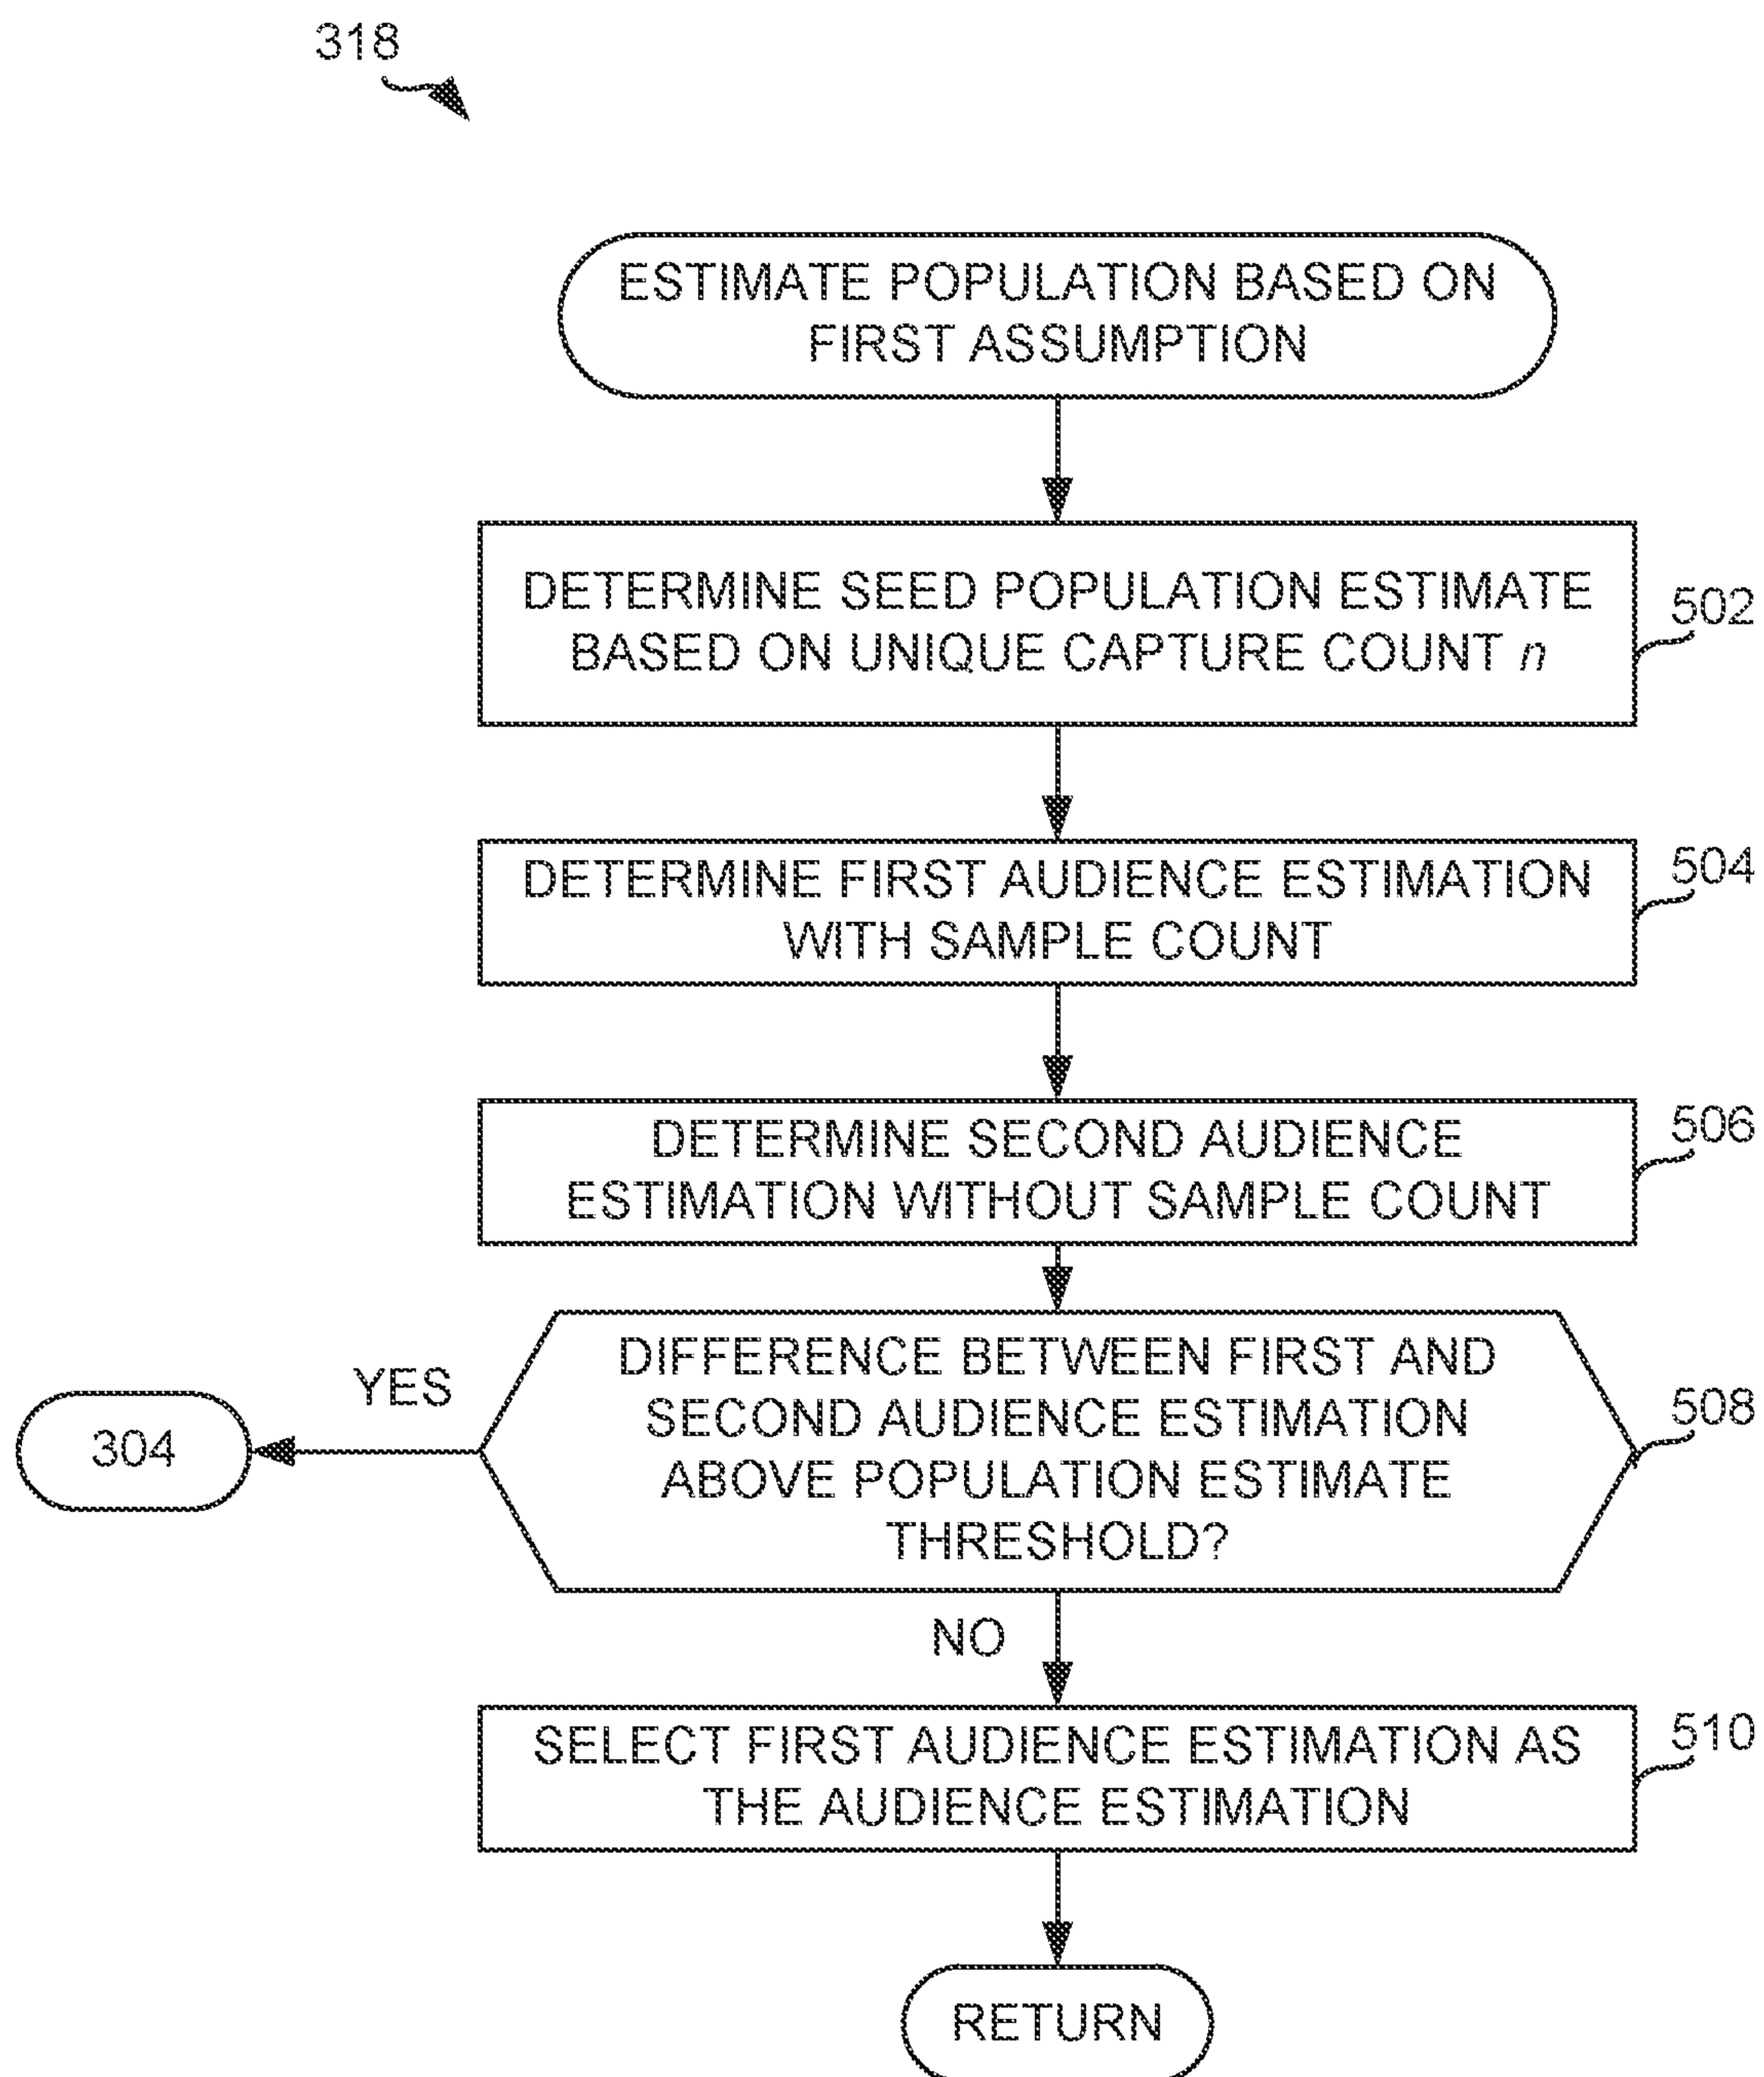 318
ESTIMATE POPULATION BASED ON
FIRST ASSUMPTION
DETERMINE SEED POPULATION ESTIMATE
BASED ON UNIQUE CAPTURE COUNT n
502
DETERMINE FIRST AUDIENCE ESTIMATION
WITH SAMPLE COUNT
504
DETERMINE SECOND AUDIENCE
ESTIMATION WITHOUT SAMPLE COUNT
506
DIFFERENCE BETWEEN FIRST AND
SECOND AUDIENCE ESTIMATION
ABOVE POPULATION ESTIMATE
THRESHOLD?
508
YES
304
NO
SELECT FIRST AUDIENCE ESTIMATION AS
THE AUDIENCE ESTIMATION
510
RETURN